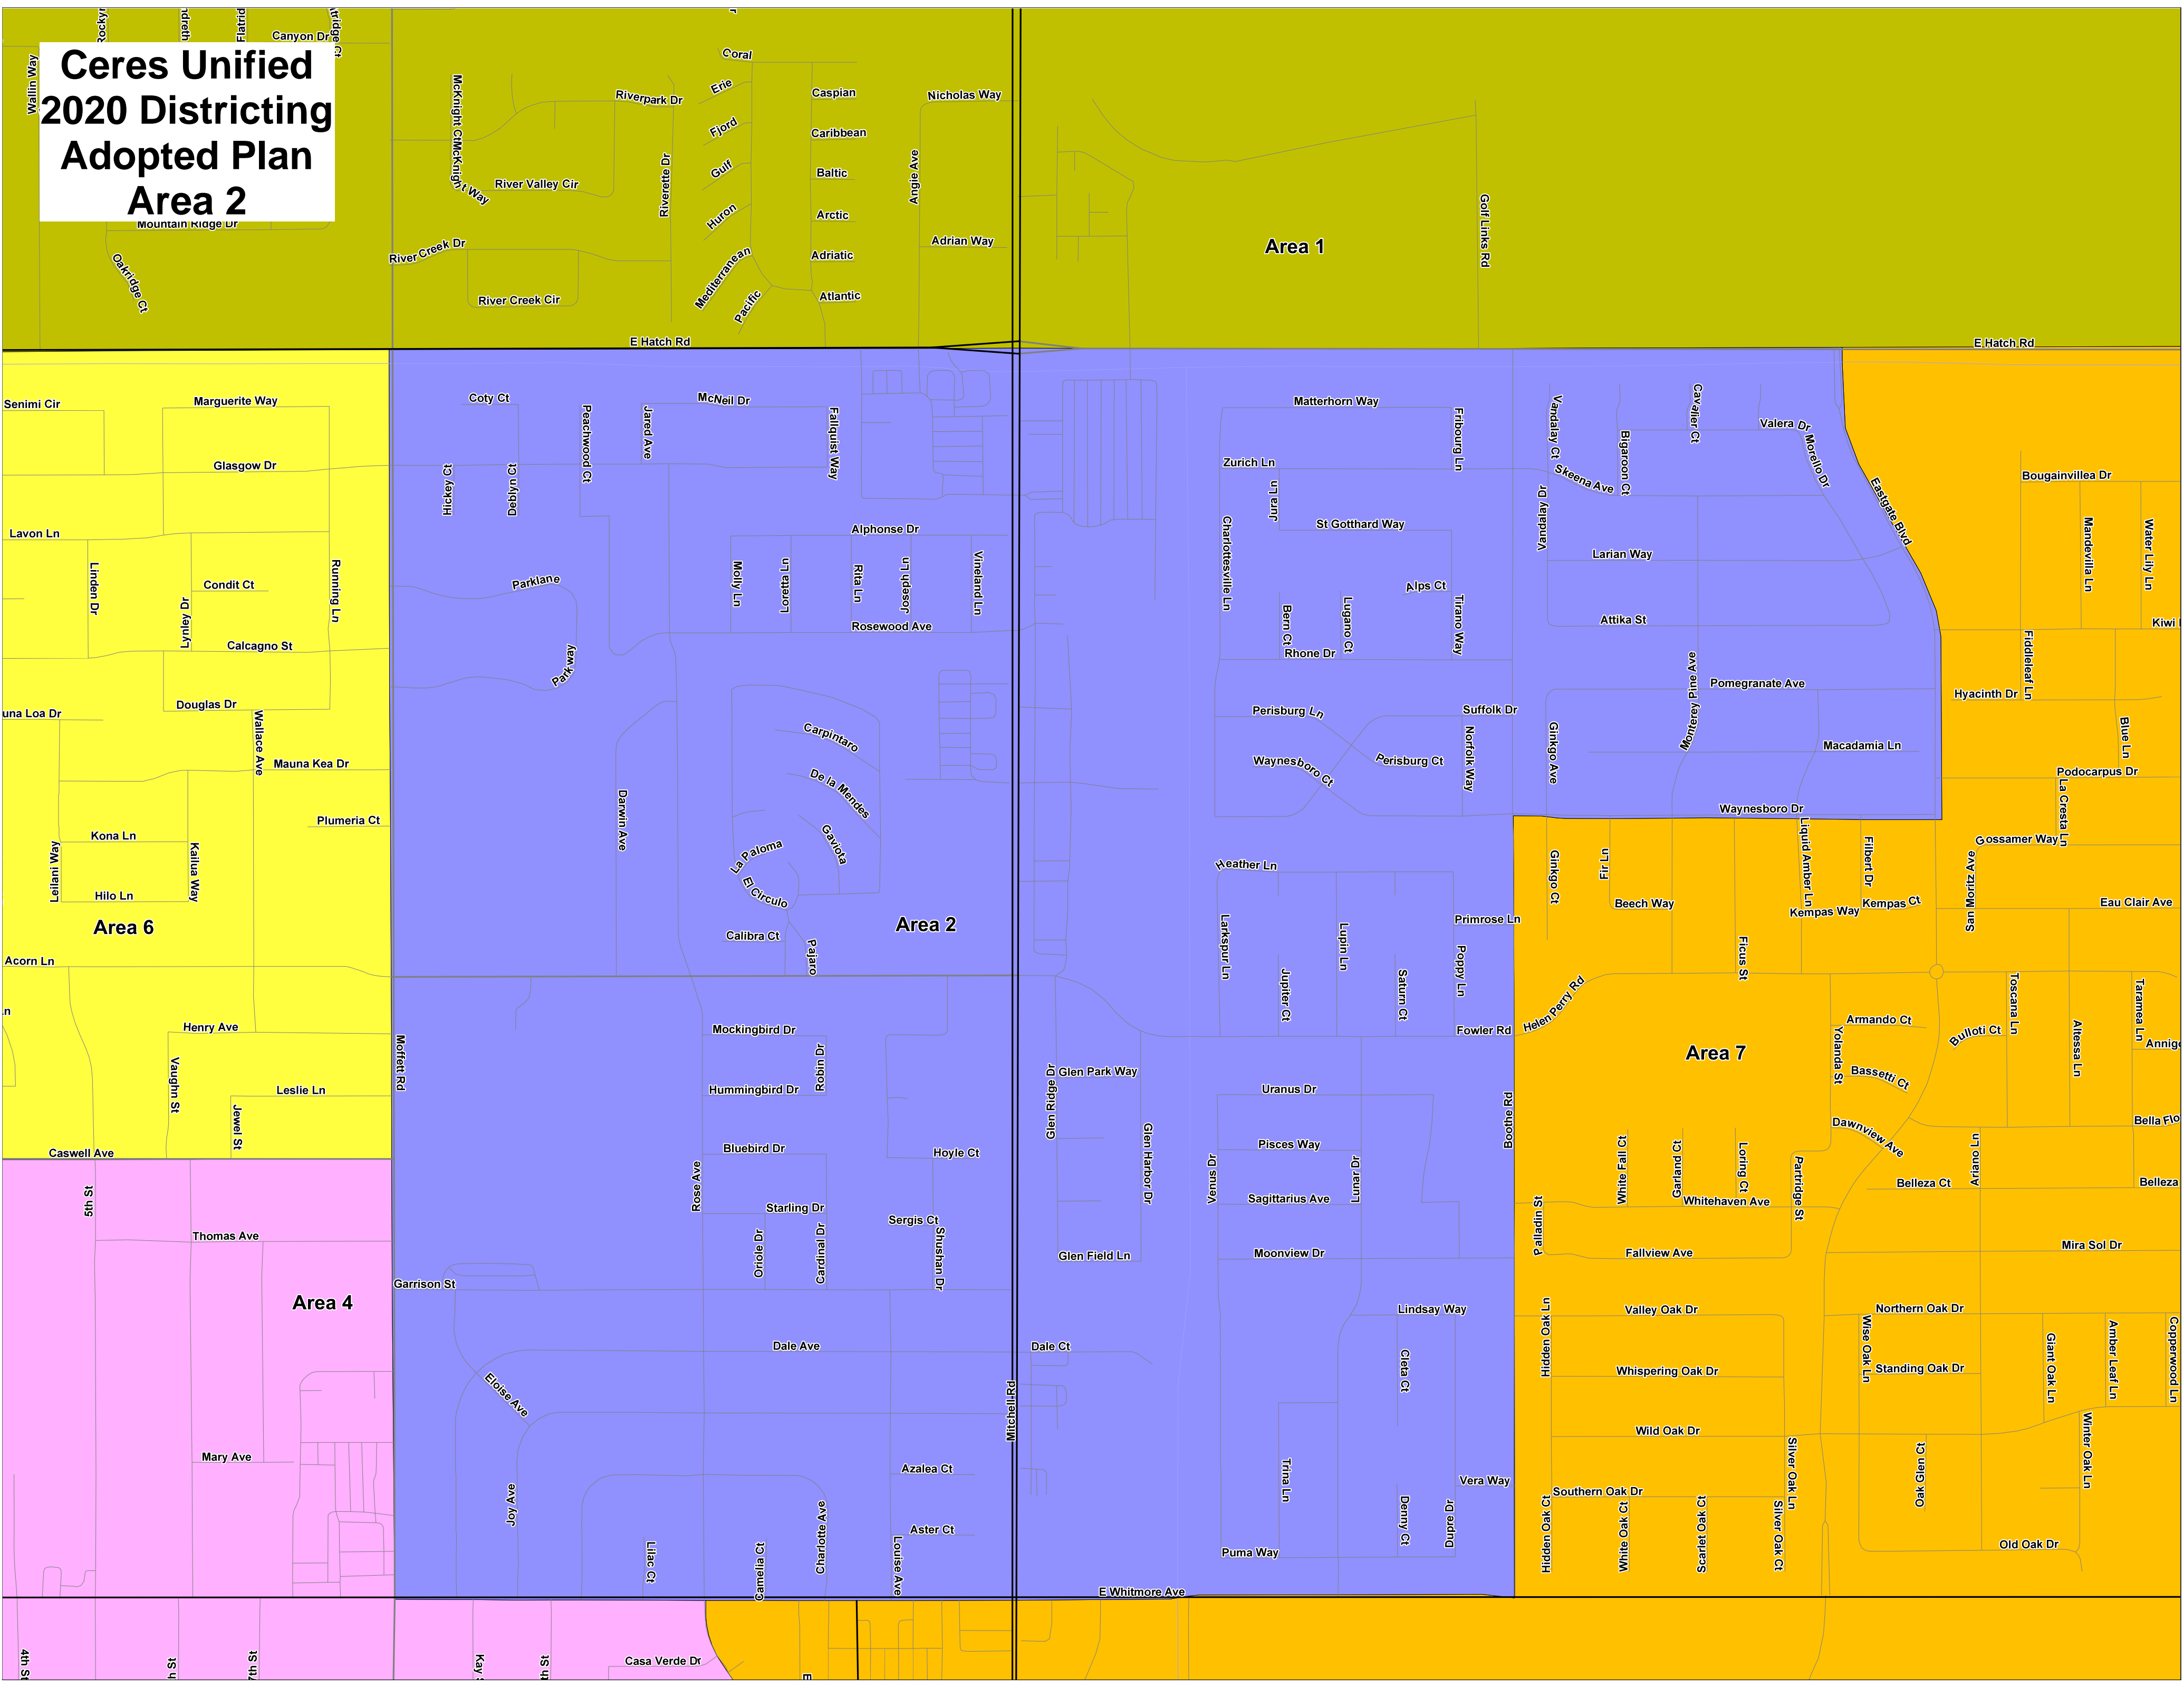 Ceres Unified
2020 Districting
Adopted Plan
Area 2
Canyon Dr
Wallin Way
Mountain Ridge Dr
Oakridge Ct
McKnight Ct
McKnight Way
Riverpark Dr
River Valley Cir
Riverette Dr
River Creek Dr
River Creek Cir
Coral
Erie
Fjord
Gulf
Huron
Mediterranean
Pacific
Caspian
Caribbean
Baltic
Arctic
Adriatic
Atlantic
Nicholas Way
Angie Ave
Adrian Way
Area 1
Golf Links Rd
E Hatch Rd
E Hatch Rd
Senimi Cir
Marguerite Way
Glasgow Dr
Lavon Ln
Linden Dr
Condit Ct
Lynley Dr
Running Ln
Calcagno St
Douglas Dr
una Loa Dr
Wallace Ave
Mauna Kea Dr
Plumeria Ct
Kona Ln
Leilani Way
Kailua Way
Hilo Ln
Area 6
Acorn Ln
Henry Ave
Vaughn St
Leslie Ln
Jewel St
Caswell Ave
Moffett Rd
Coty Ct
Hickey Ct
Deblyn Ct
Peachwood Ct
Jared Ave
McNeil Dr
Fallquist Way
Alphonse Dr
Molly Ln
Loretta Ln
Rita Ln
Joseph Ln
Vineland Ln
Rosewood Ave
Parklane
Parkway
Darwin Ave
Carpintaro
De la Mendes
Gaviota
La Paloma
El Circulo
Calibra Ct
Pajaro
Area 2
Matterhorn Way
Fribourg Ln
Zurich Ln
Jura Ln
St Gotthard Way
Charlottesville Ln
Alps Ct
Bern Ct
Lugano Ct
Tirano Way
Rhone Dr
Perisburg Ln
Suffolk Dr
Waynesboro Ct
Perisburg Ct
Norfolk Way
Vandalay Ct
Bigaroon Ct
Cavalier Ct
Valera Dr
Morello Dr
Skeena Ave
Vandalay Dr
Eastgate Blvd
Larian Way
Attika St
Monterey Pine Ave
Pomegranate Ave
Ginkgo Ave
Macadamia Ln
Waynesboro Dr
Bougainvillea Dr
Mandevilla Ln
Water Lily Ln
Kiwi
Fiddleleaf Ln
Hyacinth Dr
Blue Ln
Podocarpus Dr
La Cresta Ln
Gossamer Way
San Moritz Ave
Eau Clair Ave
Heather Ln
Larkspur Ln
Lupin Ln
Primrose Ln
Poppy Ln
Jupiter Ct
Saturn Ct
Fowler Rd
Ginkgo Ct
Fir Ln
Beech Way
Liquid Amber Ln
Filbert Dr
Kempas Way
Kempas Ct
Ficus St
Helen Perry Rd
Area 7
Armando Ct
Yolanda St
Bassetti Ct
Bulloti Ct
Toscana Ln
Altessa Ln
Taramea Ln
Annig
Bella Flo
Dawnview Ave
Ariano Ln
Belleza Ct
Belleza
Mockingbird Dr
Robin Dr
Hummingbird Dr
Bluebird Dr
Rose Ave
Starling Dr
Oriole Dr
Cardinal Dr
Hoyle Ct
Sergis Ct
Shushan Dr
Glen Ridge Dr
Glen Park Way
Glen Harbor Dr
Glen Field Ln
Uranus Dr
Pisces Way
Venus Dr
Lunar Dr
Sagittarius Ave
Moonview Dr
Boothe Rd
White Fall Ct
Garland Ct
Loring Ct
Partridge St
Whitehaven Ave
Palladin St
Fallview Ave
Mira Sol Dr
5th St
Thomas Ave
Area 4
Mary Ave
Garrison St
Dale Ave
Dale Ct
Eloise Ave
Mitchell Rd
Joy Ave
Azalea Ct
Aster Ct
Lilac Ct
Camelia Ct
Charlotte Ave
Louise Ave
Lindsay Way
Cleta Ct
Trina Ln
Vera Way
Denny Ct
Dupre Dr
Puma Way
E Whitmore Ave
Hidden Oak Ln
Valley Oak Dr
Whispering Oak Dr
Wild Oak Dr
Southern Oak Dr
Silver Oak Ln
Hidden Oak Ct
White Oak Ct
Scarlet Oak Ct
Silver Oak Ct
Northern Oak Dr
Wise Oak Ln
Standing Oak Dr
Giant Oak Ln
Amber Leaf Ln
Copperwood Ln
Winter Oak Ln
Oak Glen Ct
Old Oak Dr
4th St
7th St
Casa Verde Dr